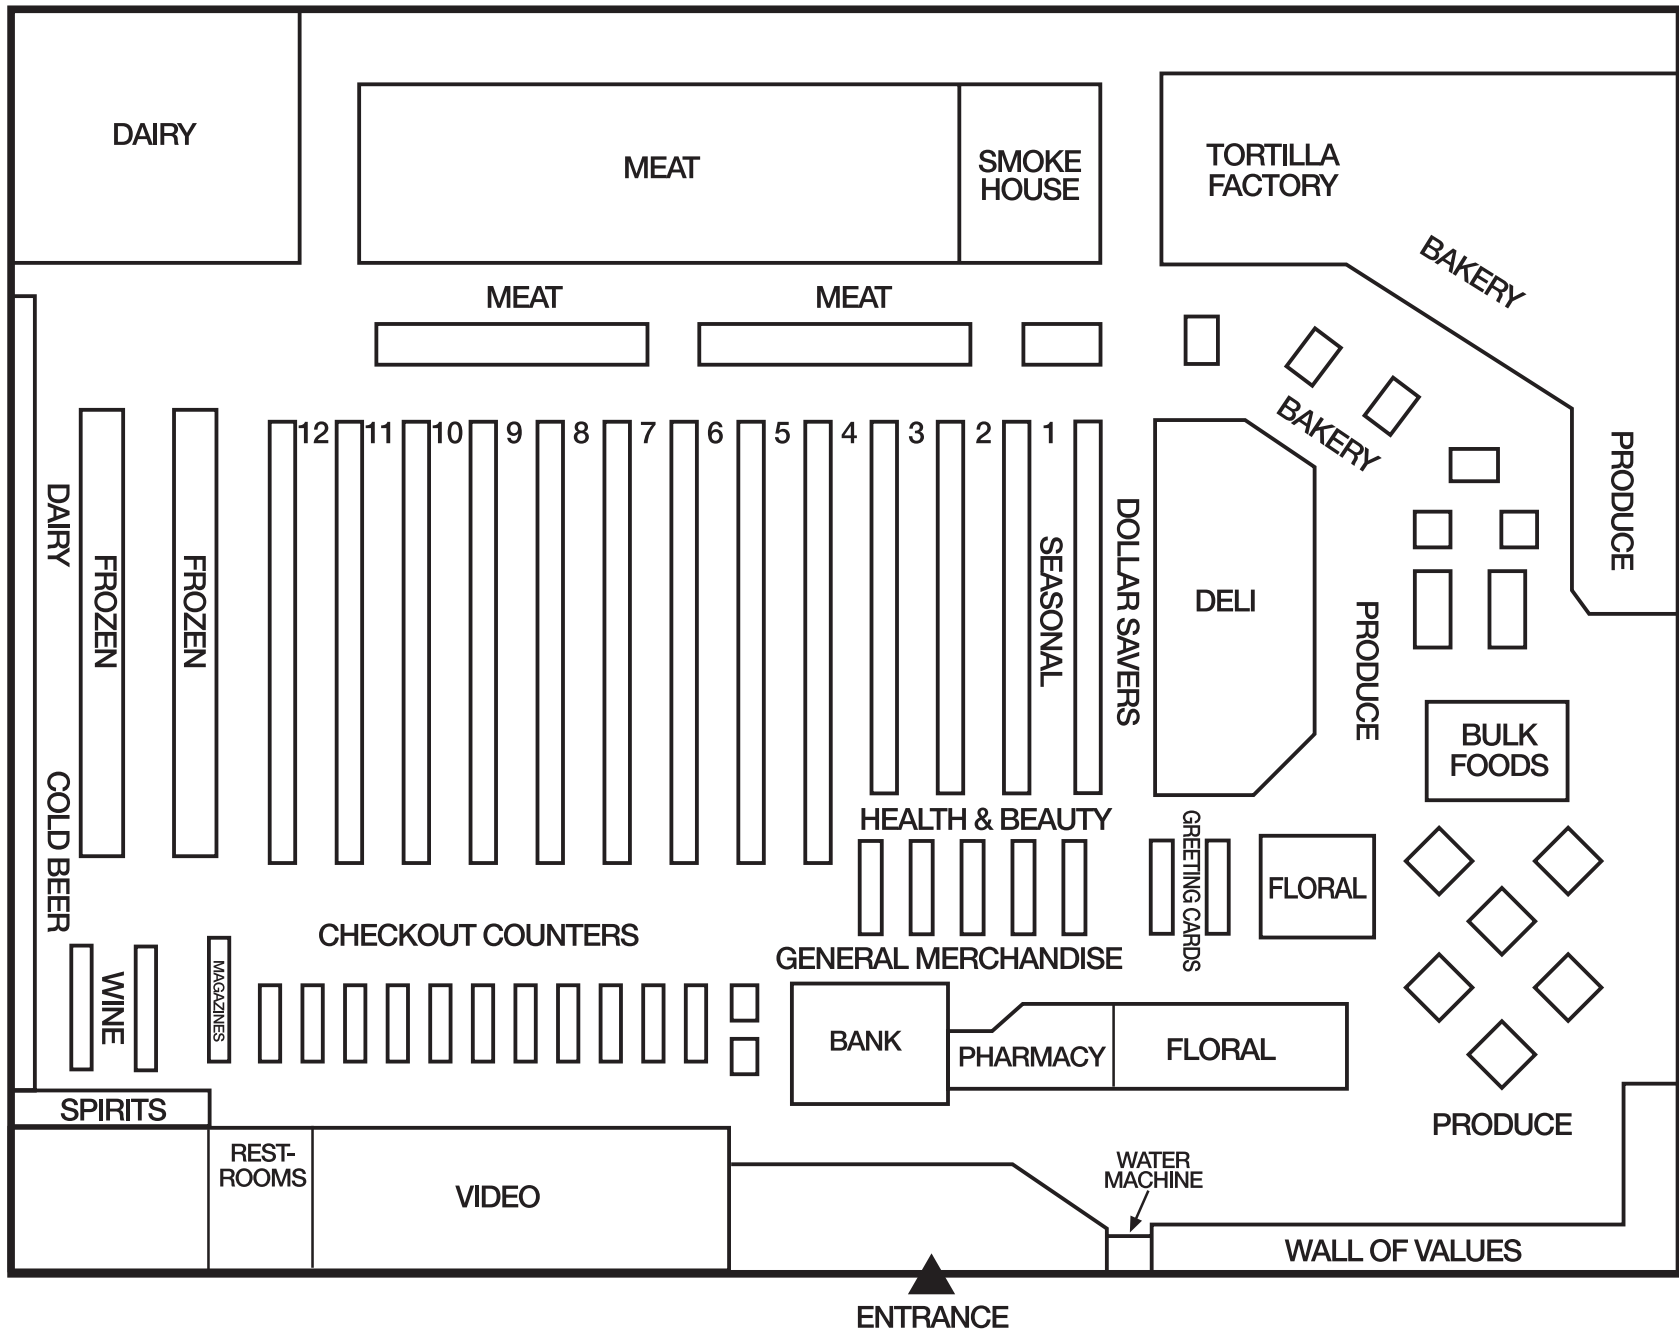 DAIRY
MEAT
SMOKE
HOUSE
TORTILLA
FACTORY
BAKERY
MEAT
MEAT
BAKERY
PRODUCE
12
11
10
9
8
7
6
5
4
3
2
1
DAIRY
FROZEN
FROZEN
SEASONAL
DOLLAR SAVERS
DELI
PRODUCE
BULK
FOODS
COLD BEER
HEALTH & BEAUTY
GREETING CARDS
FLORAL
CHECKOUT COUNTERS
GENERAL MERCHANDISE
WINE
MAGAZINES
BANK
PHARMACY
FLORAL
SPIRITS
PRODUCE
REST-
ROOMS
VIDEO
WATER
MACHINE
WALL OF VALUES
ENTRANCE